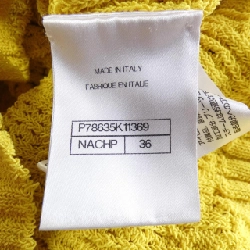 MADE IN ITALY
FABRIQUE EN ITALIE
P78635K11369
NACHP 36